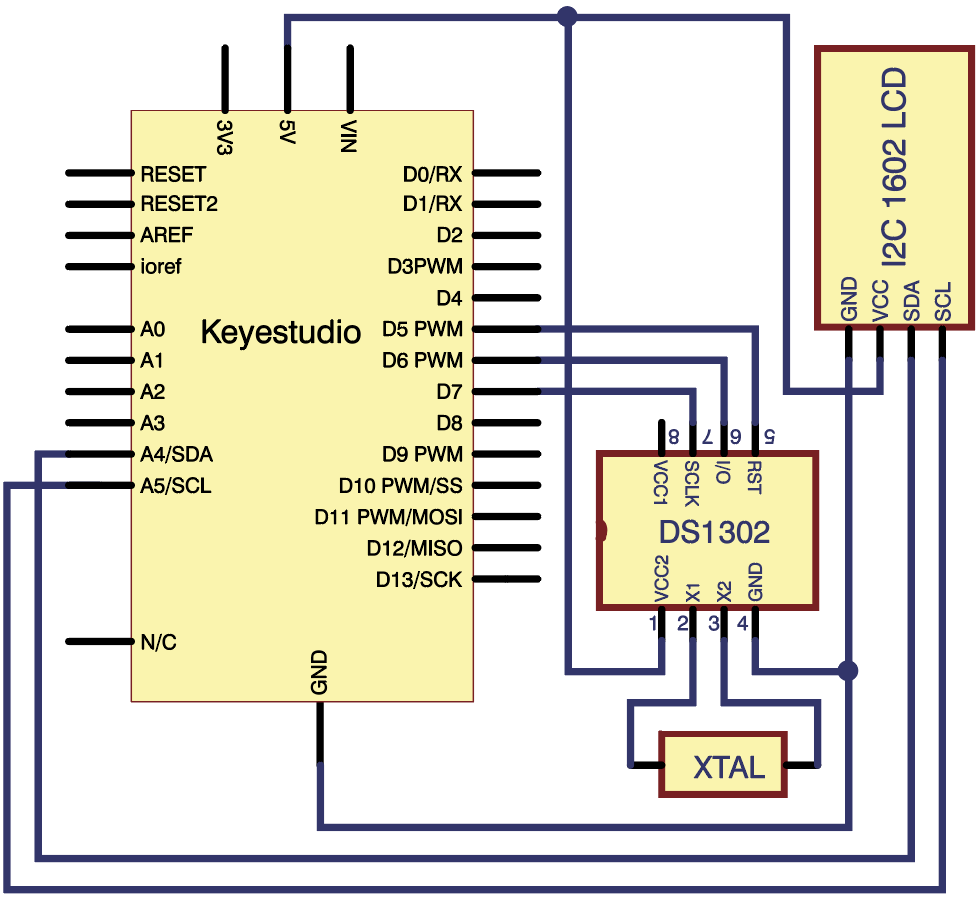 3V3
5V
VIN
RESET
RESET2
AREF
ioref
A0
A1
A2
A3
A4/SDA
A5/SCL
N/C
Keyestudio
D0/RX
D1/RX
D2
D3PWM
D4
D5 PWM
D6 PWM
D7
D8
D9 PWM
D10 PWM/SS
D11 PWM/MOSI
D12/MISO
D13/SCK
GND
I2C 1602 LCD
GND
VCC
SDA
SCL
8
7
6
5
VCC1
SCLK
I/O
RST
DS1302
VCC2
X1
X2
GND
1
2
3
4
XTAL